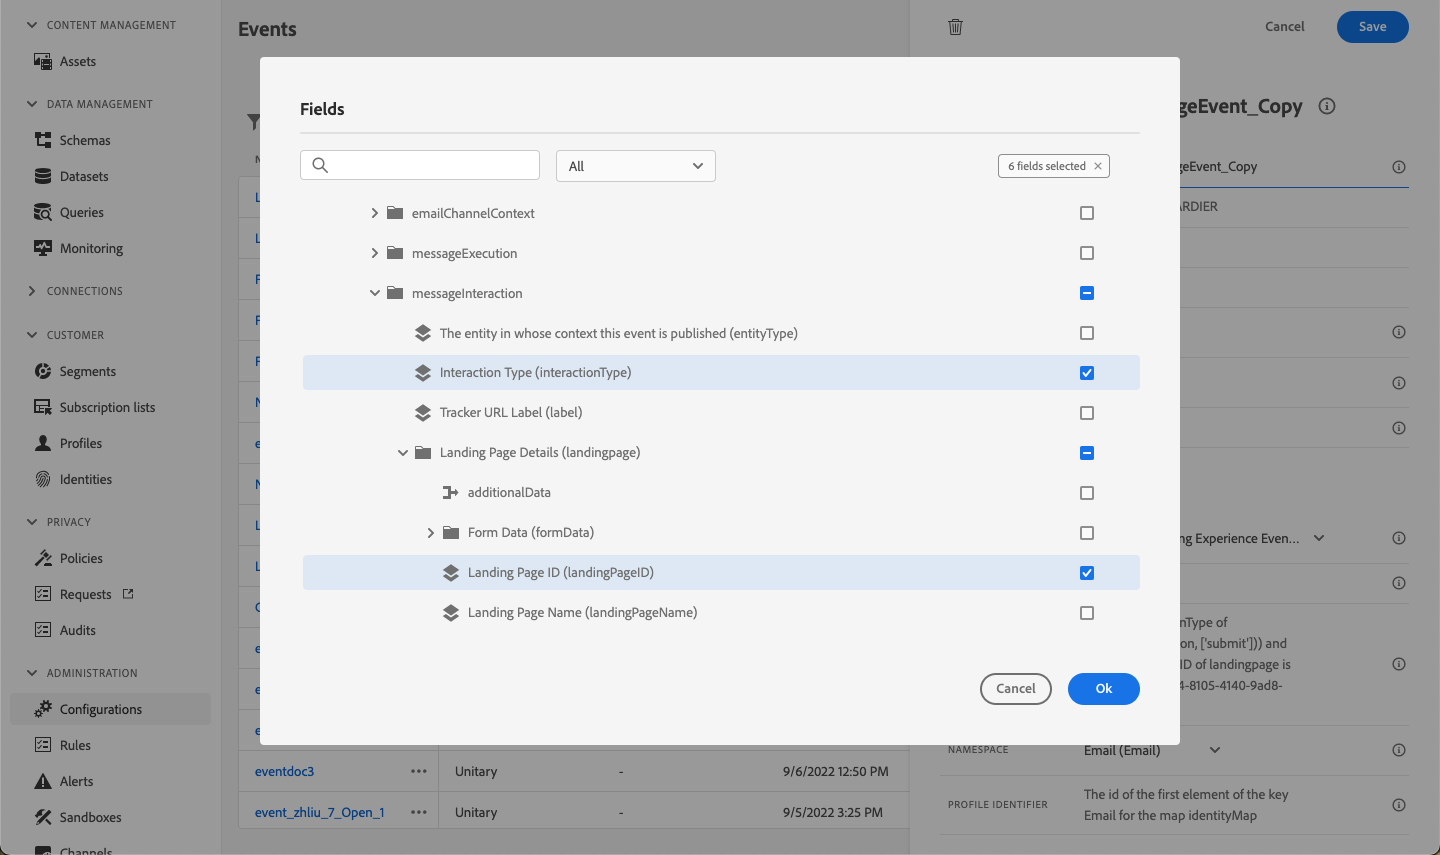 CONTENT MANAGEMENT
Assets
DATA MANAGEMENT
Schemas
Datasets
Queries
Monitoring
CONNECTIONS
CUSTOMER
Segments
Subscription lists
Profiles
Identities
PRIVACY
Policies
Requests
Audits
ADMINISTRATION
Configurations
Rules
Alerts
Sandboxes
Channels
Events
Cancel
Save
Fields
All
6 fields selected
emailChannelContext
messageExecution
messageInteraction
The entity in whose context this event is published (entityType)
Interaction Type (interactionType)
Tracker URL Label (label)
Landing Page Details (landingpage)
additionalData
Form Data (formData)
Landing Page ID (landingPageID)
Landing Page Name (landingPageName)
Cancel
Ok
eventdoc3 Unitary - 9/6/2022 12:50 PM
event_zhliu_7_Open_1 Unitary - 9/5/2022 3:25 PM
geEvent_Copy
geEvent_Copy
ARDIER
ng Experience Even...
nType of
on, ['submit'])) and
ID of landingpage is
4-8105-4140-9ad8-
NAMESPACE Email (Email)
PROFILE IDENTIFIER
The id of the first element of the key
Email for the map identityMap